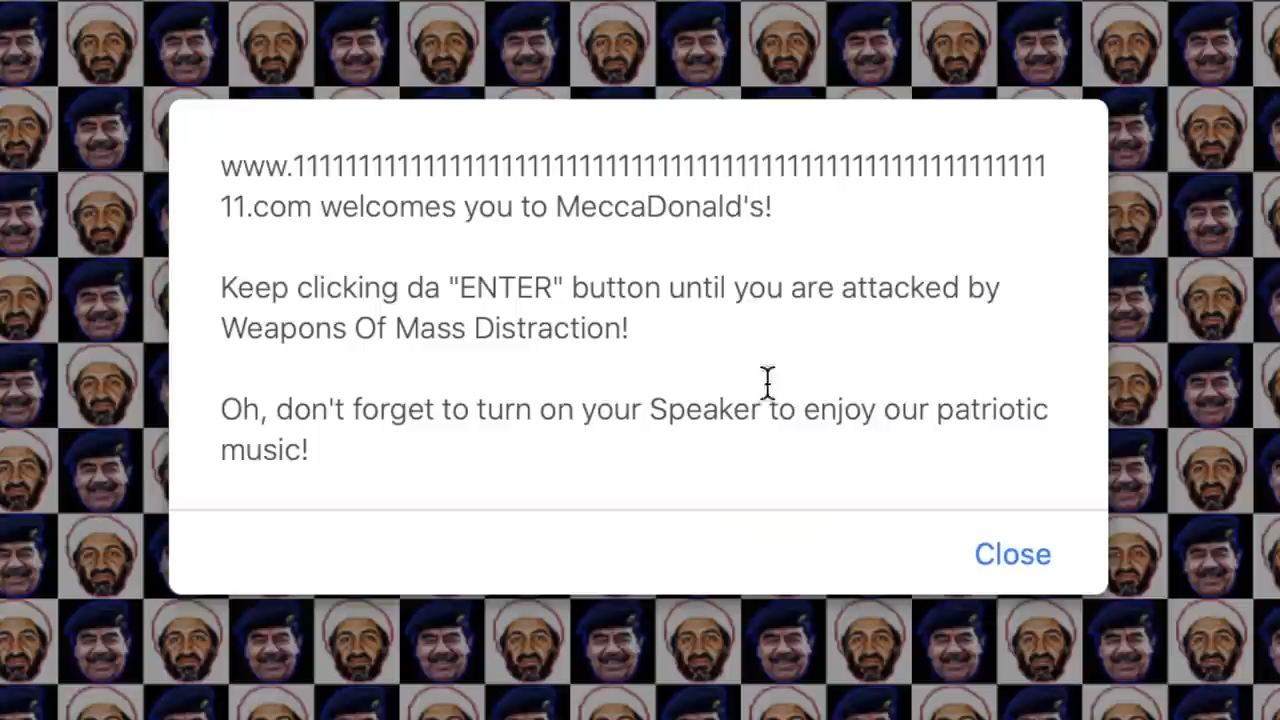 www.1111111111111111111111111111111111111111111111111111111111
11.com welcomes you to MeccaDonald's!
Keep clicking da "ENTER" button until you are attacked by
Weapons Of Mass Distraction!
Oh, don't forget to turn on your Speaker to enjoy our patriotic
music!
Close